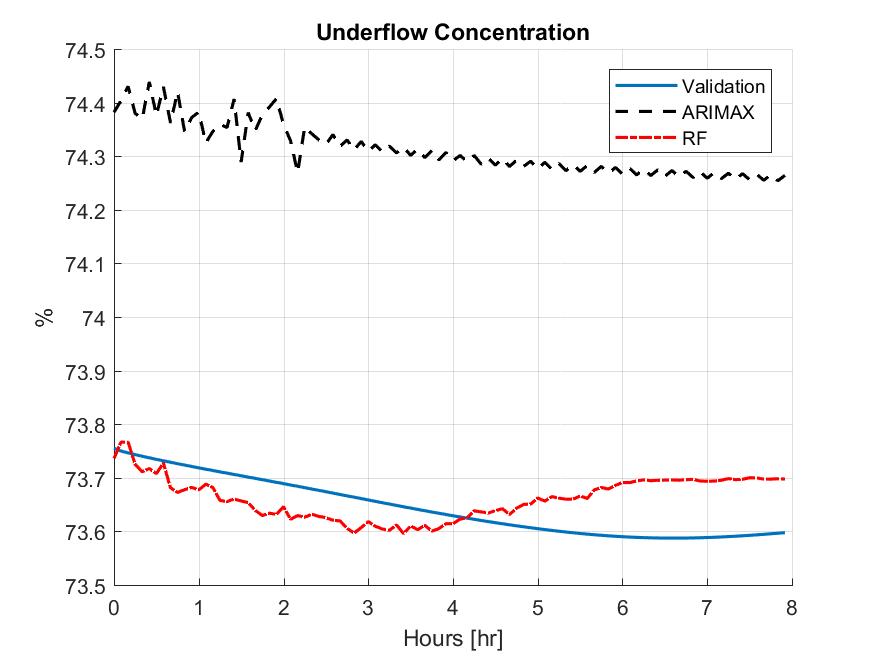 Underflow Concentration
74.5
74.4
74.3
74.2
74.1
74
73.9
73.8
73.7
73.6
73.5
%
Validation
ARIMAX
RF
0 1 2 3 4 5 6 7 8
Hours [hr]